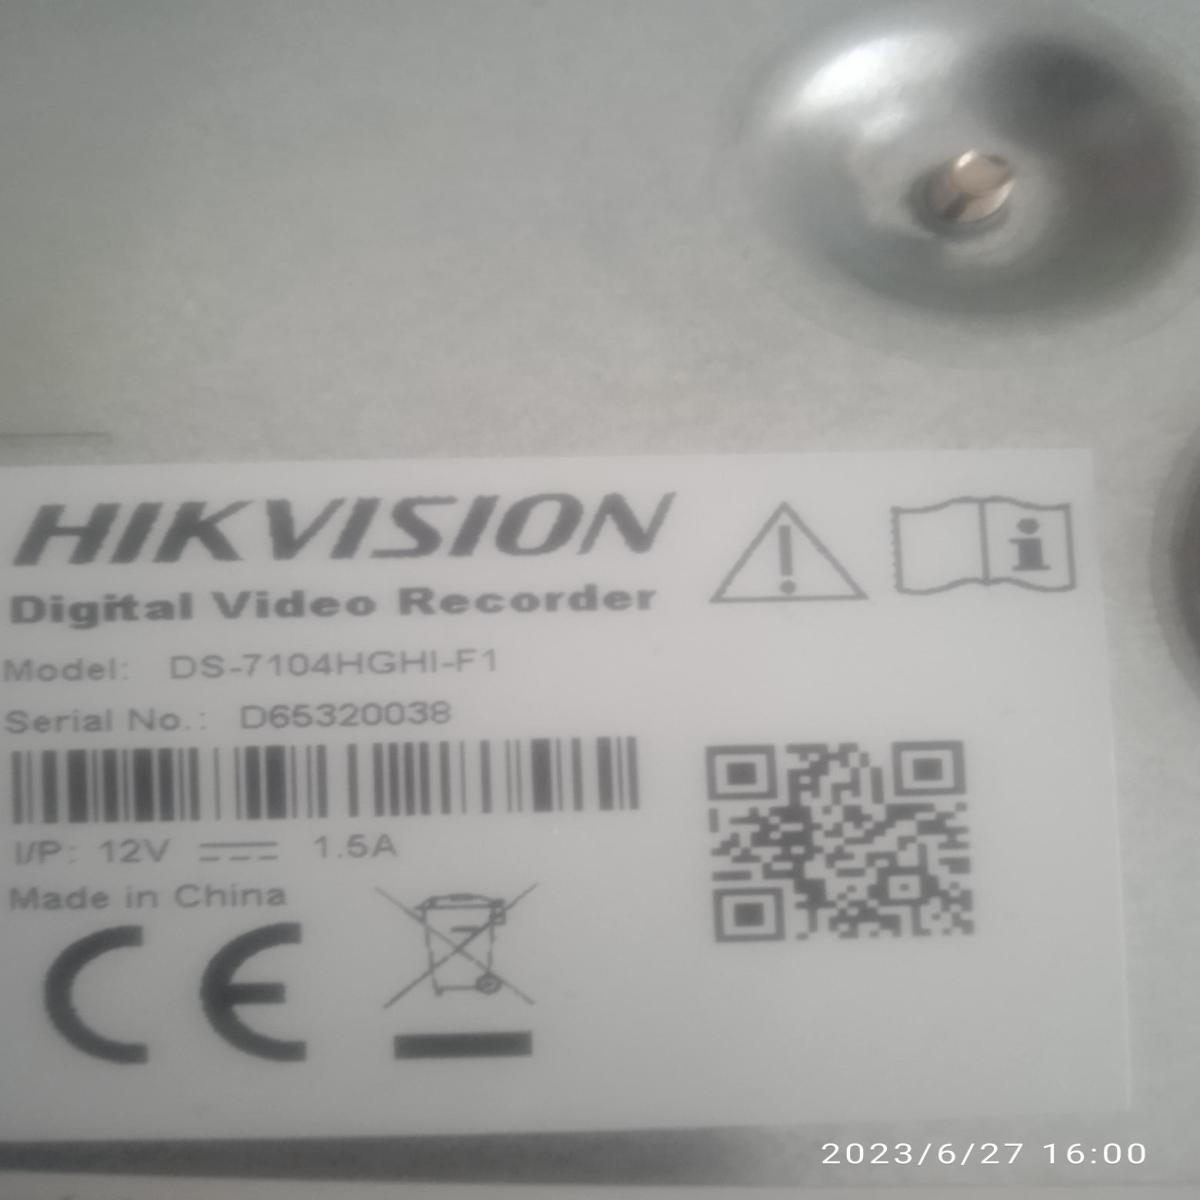 HIKVISION
Digital Video Recorder
Model: DS-7104HGHI-F1
Serial No.: D65320038
I/P: 12V 1.5A
Made in China
CE
2023/6/27 16:00